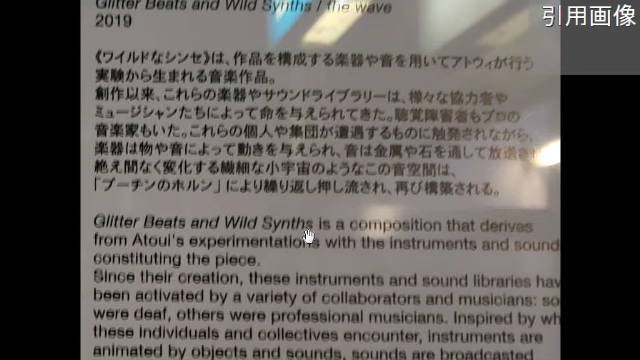 引用画像
Glitter Beats and Wild Synths / the wave
2019
《ワイルドなシンセ》は、作品を構成する楽器や音を用いてアトウィが行う
実験から生まれる音楽作品。
創作以来、これらの楽器やサウンドライブラリーは、様々な協力者や
ミュージシャンたちによって命を与えられてきた。聴覚障害者もプロの
音楽家もいた。これらの個人や集団が遭遇するものに触発されながら、
楽器は物や音によって動きを与えられ、音は金属や石を通して放送され
絶え間なく変化する繊細な小宇宙のようなこの音空間は、
「プーチンのホルン」により繰り返し押し流され、再び構築される。
Glitter Beats and Wild Synths is a composition that derives
from Atoui's experimentations with the instruments and sound
constituting the piece.
Since their creation, these instruments and sound libraries hav
been activated by a variety of collaborators and musicians: so
were deaf, others were professional musicians. Inspired by wh
these individuals and collectives encounter, instruments are
animated by objects and sounds, sounds are broadcasted